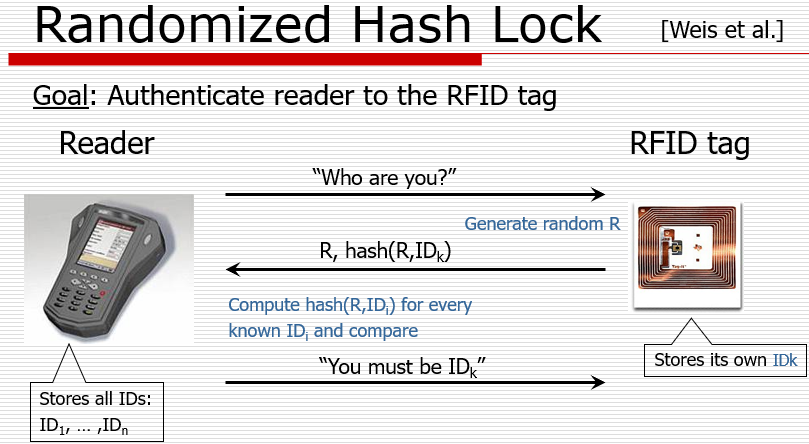 Randomized Hash Lock
[Weis et al.]
Goal: Authenticate reader to the RFID tag
Reader
RFID tag
“Who are you?”
Generate random R
R, hash(R,IDk)
Compute hash(R,IDi) for every
known IDi and compare
“You must be IDk”
Stores its own IDk
Stores all IDs:
ID1, … ,IDn